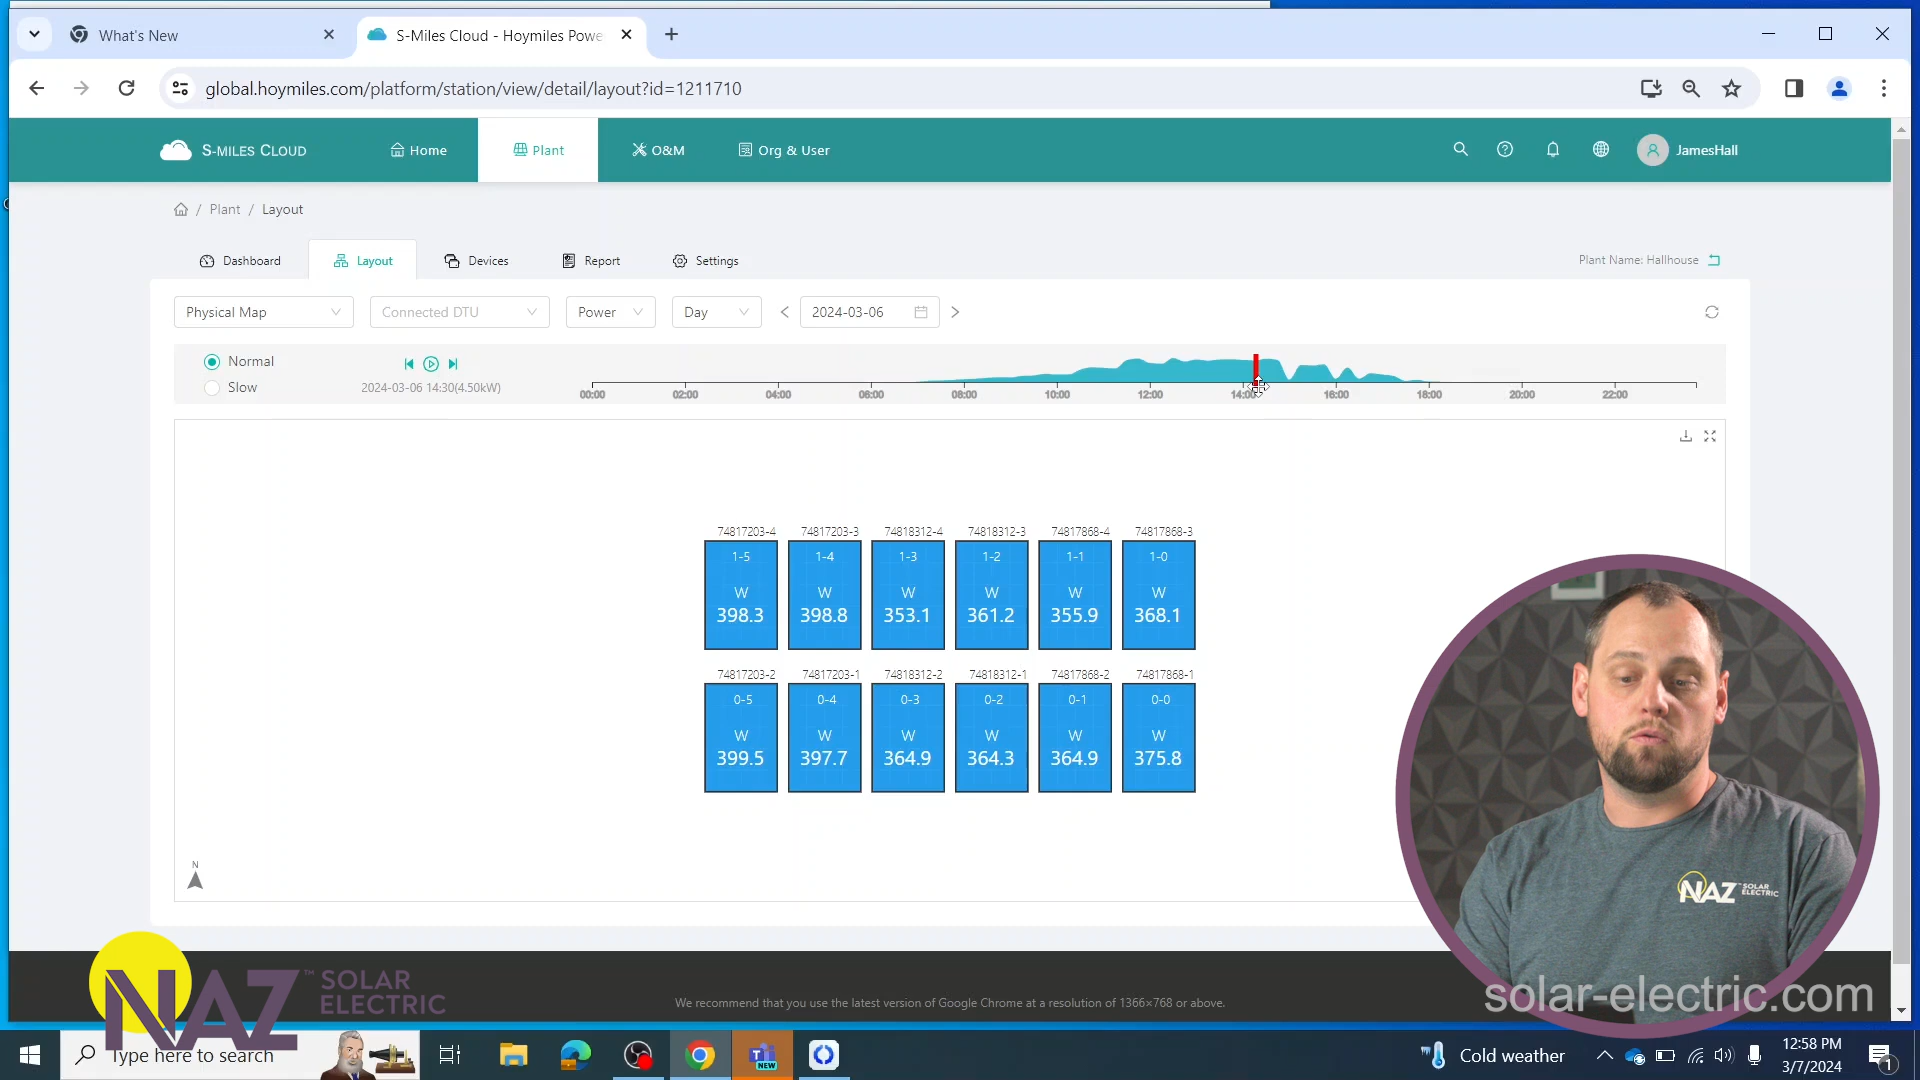 What's New
S-Miles Cloud - Hoymiles Powe
global.hoymiles.com/platform/station/view/detail/layout?id=1211710
S-MILES CLOUD
Home
Plant
O&M
Org & User
JamesHall
/ Plant / Layout
Dashboard
Layout
Devices
Report
Settings
Plant Name: Hallhouse
Physical Map
Connected DTU
Power
Day
2024-03-06
Normal
Slow
2024-03-06 14:30(4.50kW)
00:00 02:00 04:00 06:00 08:00 10:00 12:00 14:00 16:00 18:00 20:00 22:00
74817203-4 74817203-3 74818312-4 74818312-3 74817868-4 74817868-3
1-5 1-4 1-3 1-2 1-1 1-0
W W W W W W
398.3 398.8 353.1 361.2 355.9 368.1
74817203-2 74817203-1 74818312-2 74818312-1 74817868-2 74817868-1
0-5 0-4 0-3 0-2 0-1 0-0
W W W W W W
399.5 397.7 364.9 364.3 364.9 375.8
N
NAZ™ SOLAR
ELECTRIC
NAZ™ SOLAR
ELECTRIC
solar-electric.com
We recommend that you use the latest version of Google Chrome at a resolution of 1366×768 or above.
Type here to search
NEW
Cold weather
12:58 PM
3/7/2024
1